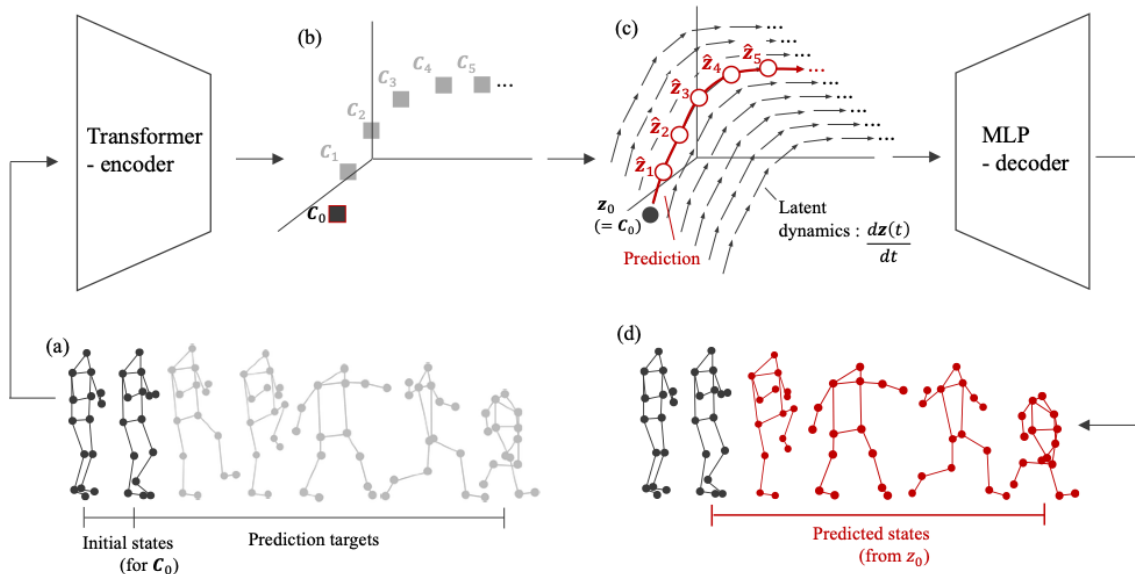 Transformer
- encoder
(b)
C₀
C₁
C₂
C₃
C₄
C₅
...
(c)
z₀
(= C₀)
ẑ₁
ẑ₂
ẑ₃
ẑ₄
ẑ₅
...
...
...
...
...
...
...
...
...
Prediction
Latent
dynamics : dz(t)/dt
MLP
- decoder
(a)
Initial states
(for C₀)
Prediction targets
(d)
Predicted states
(from z₀)